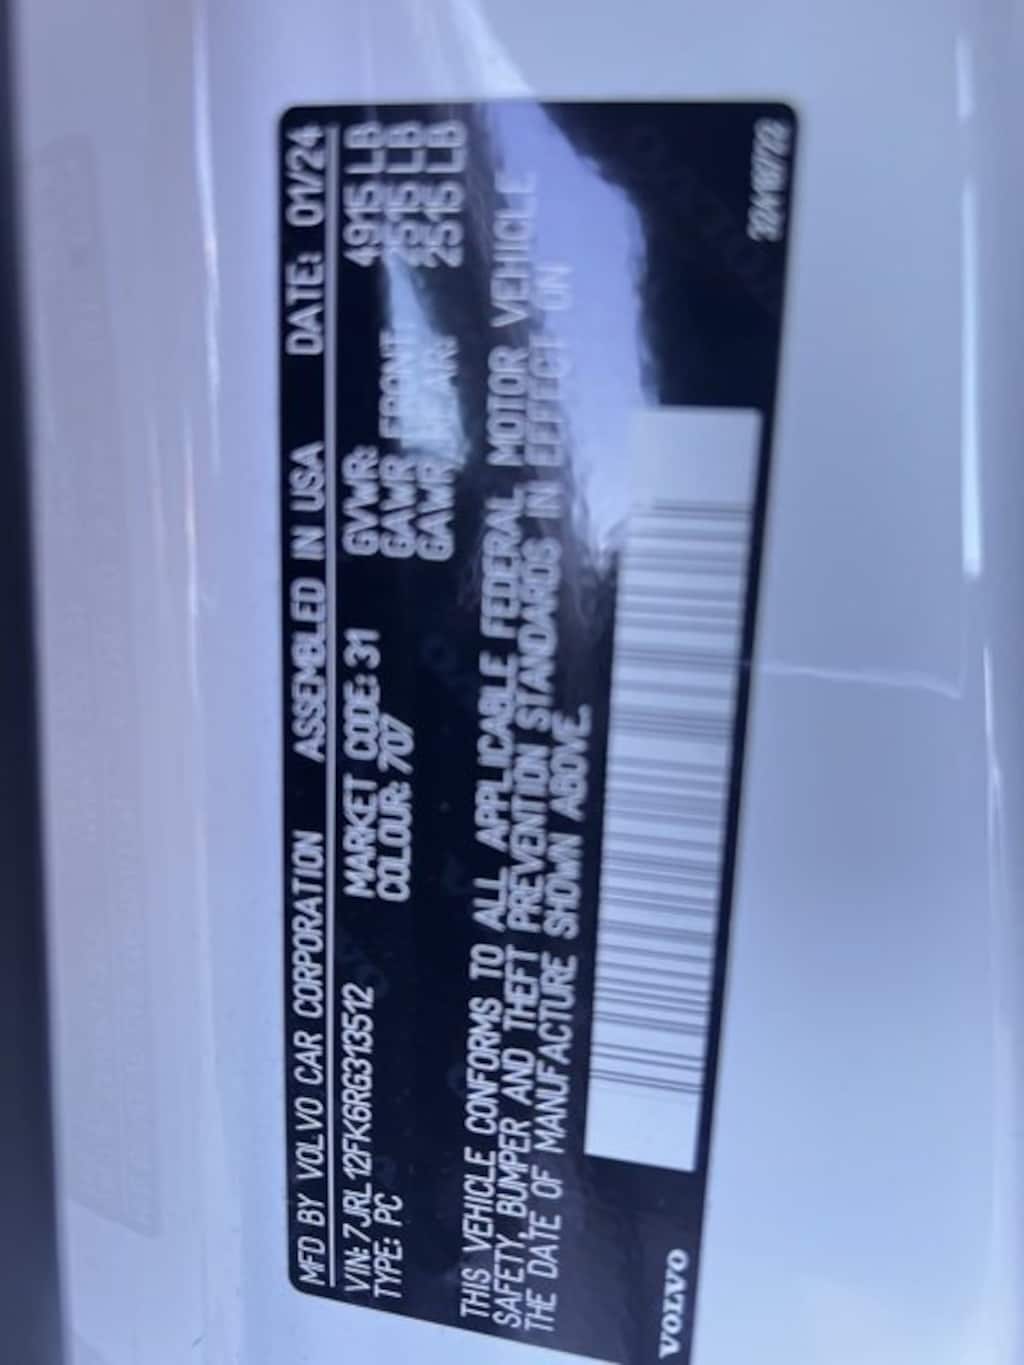 MFD BY VOLVO CAR CORPORATION ASSEMBLED IN USA DATE: 01/24
VIN: 7JRL12FK6RG313512 MARKET CODE: 31 GVWR: 4915 LB
TYPE: PC COLOUR: 707 GAWR FRONT: 2515 LB
GAWR REAR: 2515 LB
THIS VEHICLE CONFORMS TO ALL APPLICABLE FEDERAL MOTOR VEHICLE
SAFETY, BUMPER AND THEFT PREVENTION STANDARDS IN EFFECT ON
THE DATE OF MANUFACTURE SHOWN ABOVE.
VOLVO